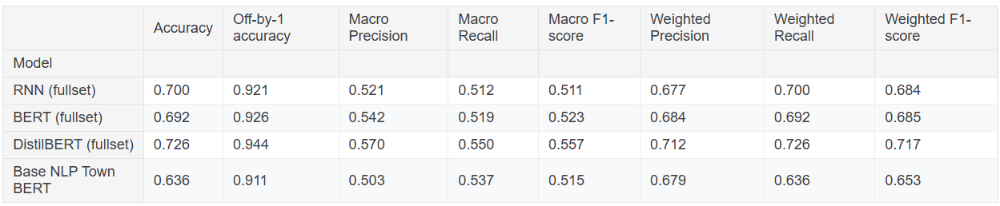 Accuracy Off-by-1 accuracy Macro Precision Macro Recall Macro F1-score Weighted Precision Weighted Recall Weighted F1-score
Model
RNN (fullset) 0.700 0.921 0.521 0.512 0.511 0.677 0.700 0.684
BERT (fullset) 0.692 0.926 0.542 0.519 0.523 0.684 0.692 0.685
DistilBERT (fullset) 0.726 0.944 0.570 0.550 0.557 0.712 0.726 0.717
Base NLP Town BERT 0.636 0.911 0.503 0.537 0.515 0.679 0.636 0.653